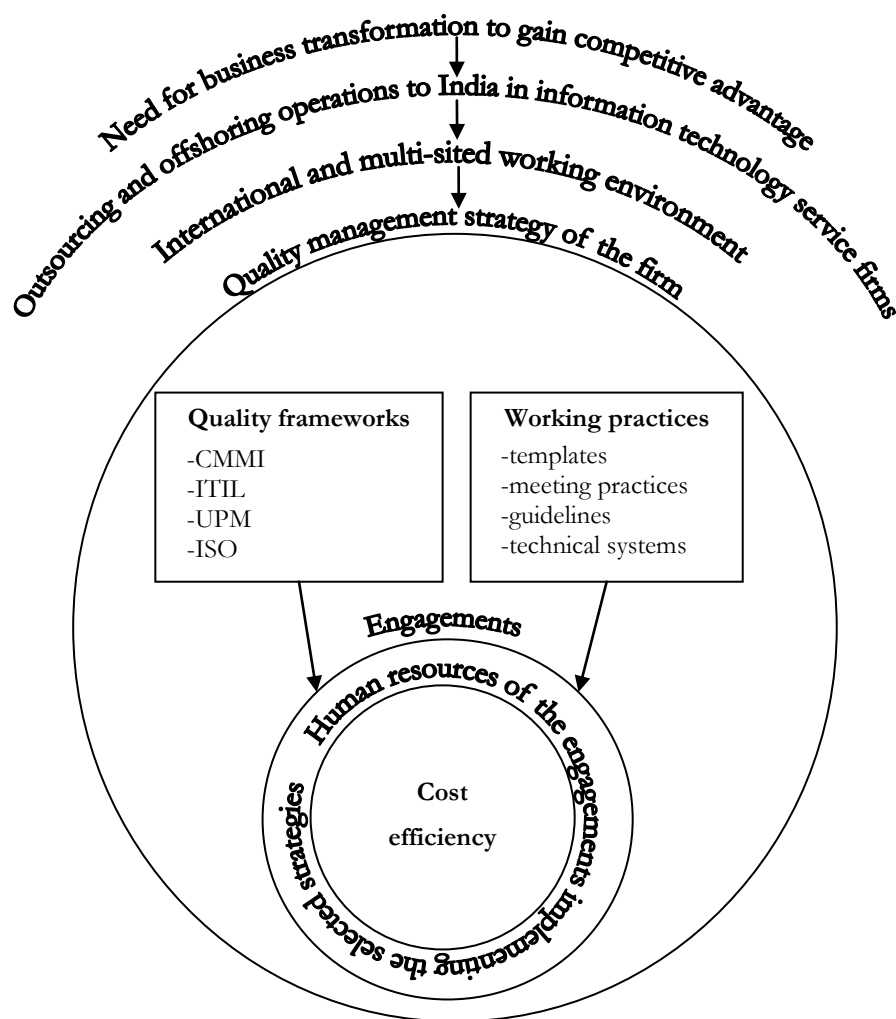 Need for business transformation to gain competitive advantage
Outsourcing and offshoring operations to India in information technology service firms
International and multi-sited working environment
Quality management strategy of the firm
Quality frameworks
-CMMI
-ITIL
-UPM
-ISO
Working practices
-templates
-meeting practices
-guidelines
-technical systems
Engagements
Human resources of the engagements implementing the selected strategies
Cost
efficiency